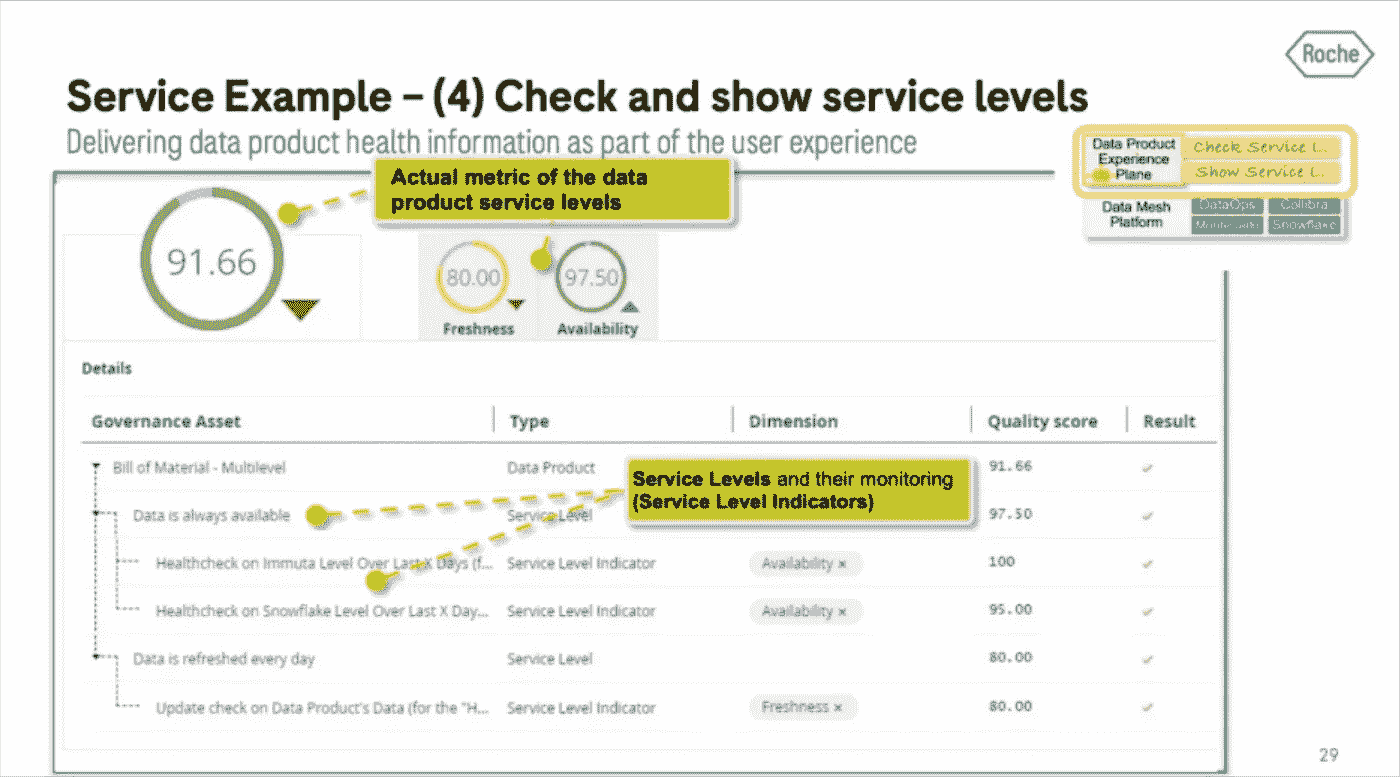 Roche
Service Example – (4) Check and show service levels
Delivering data product health information as part of the user experience
Data Product
Experience
Plane
Check Service L.
Show Service L.
Data Mesh
Platform
DataOps
Collibra
Snowflake
Actual metric of the data
product service levels
91.66
80.00
97.50
Freshness
Availability
Details
Governance Asset Type Dimension Quality score Result
Bill of Material - Multilevel Data Product 91.66
Service Levels and their monitoring
(Service Level Indicators)
Data is always available Service Level 97.50
Healthcheck on Immuta Level Over Last X Days (f... Service Level Indicator Availability × 100
Healthcheck on Snowflake Level Over Last X Day... Service Level Indicator Availability × 95.00
Data is refreshed every day Service Level 80.00
Update check on Data Product's Data (for the "H... Service Level Indicator Freshness × 80.00
29